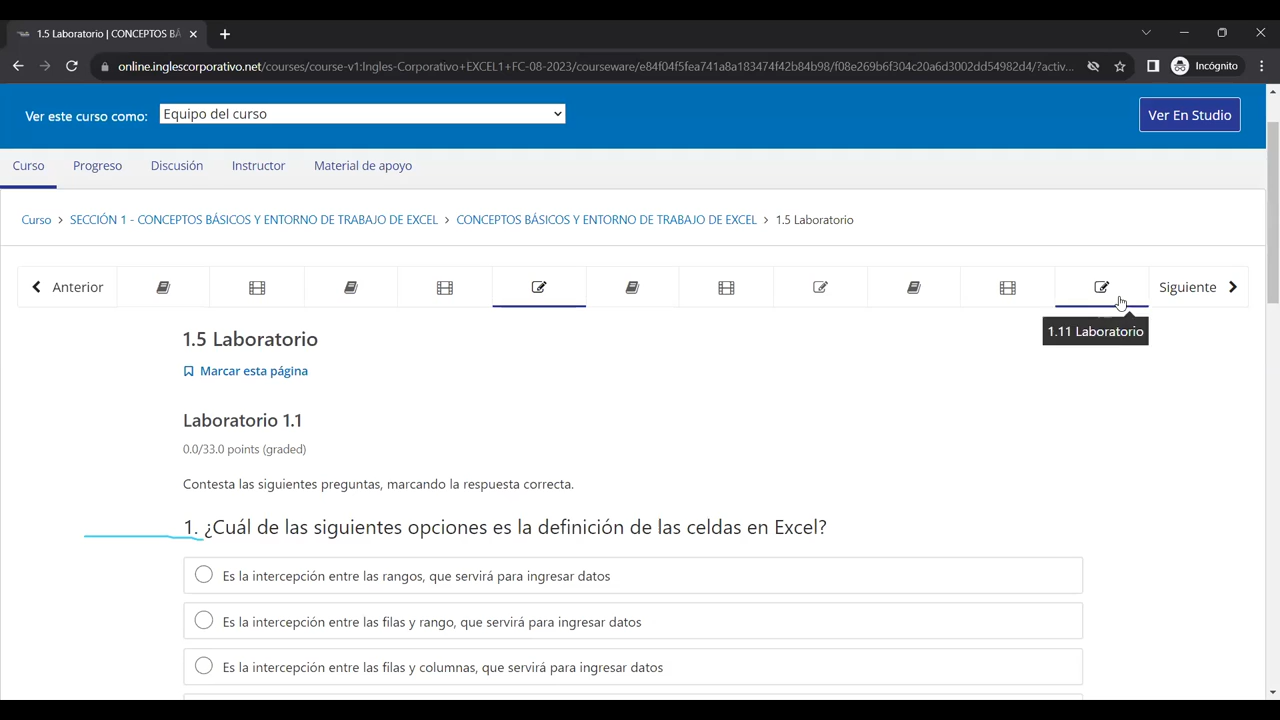 1.5 Laboratorio | CONCEPTOS BÁ
online.inglescorporativo.net/courses/course-v1:Ingles-Corporativo+EXCEL1+FC-08-2023/courseware/e84f04f5fea741a8a183474f42b84b98/f08e269b6f304c20a6d3002dd54982d4/?activ...
Incógnito
Ver este curso como:
Equipo del curso
Ver En Studio
Curso
Progreso
Discusión
Instructor
Material de apoyo
Curso > SECCIÓN 1 - CONCEPTOS BÁSICOS Y ENTORNO DE TRABAJO DE EXCEL > CONCEPTOS BÁSICOS Y ENTORNO DE TRABAJO DE EXCEL > 1.5 Laboratorio
Anterior
Siguiente
1.11 Laboratorio
1.5 Laboratorio
Marcar esta página
Laboratorio 1.1
0.0/33.0 points (graded)
Contesta las siguientes preguntas, marcando la respuesta correcta.
1. ¿Cuál de las siguientes opciones es la definición de las celdas en Excel?
Es la intercepción entre las rangos, que servirá para ingresar datos
Es la intercepción entre las filas y rango, que servirá para ingresar datos
Es la intercepción entre las filas y columnas, que servirá para ingresar datos